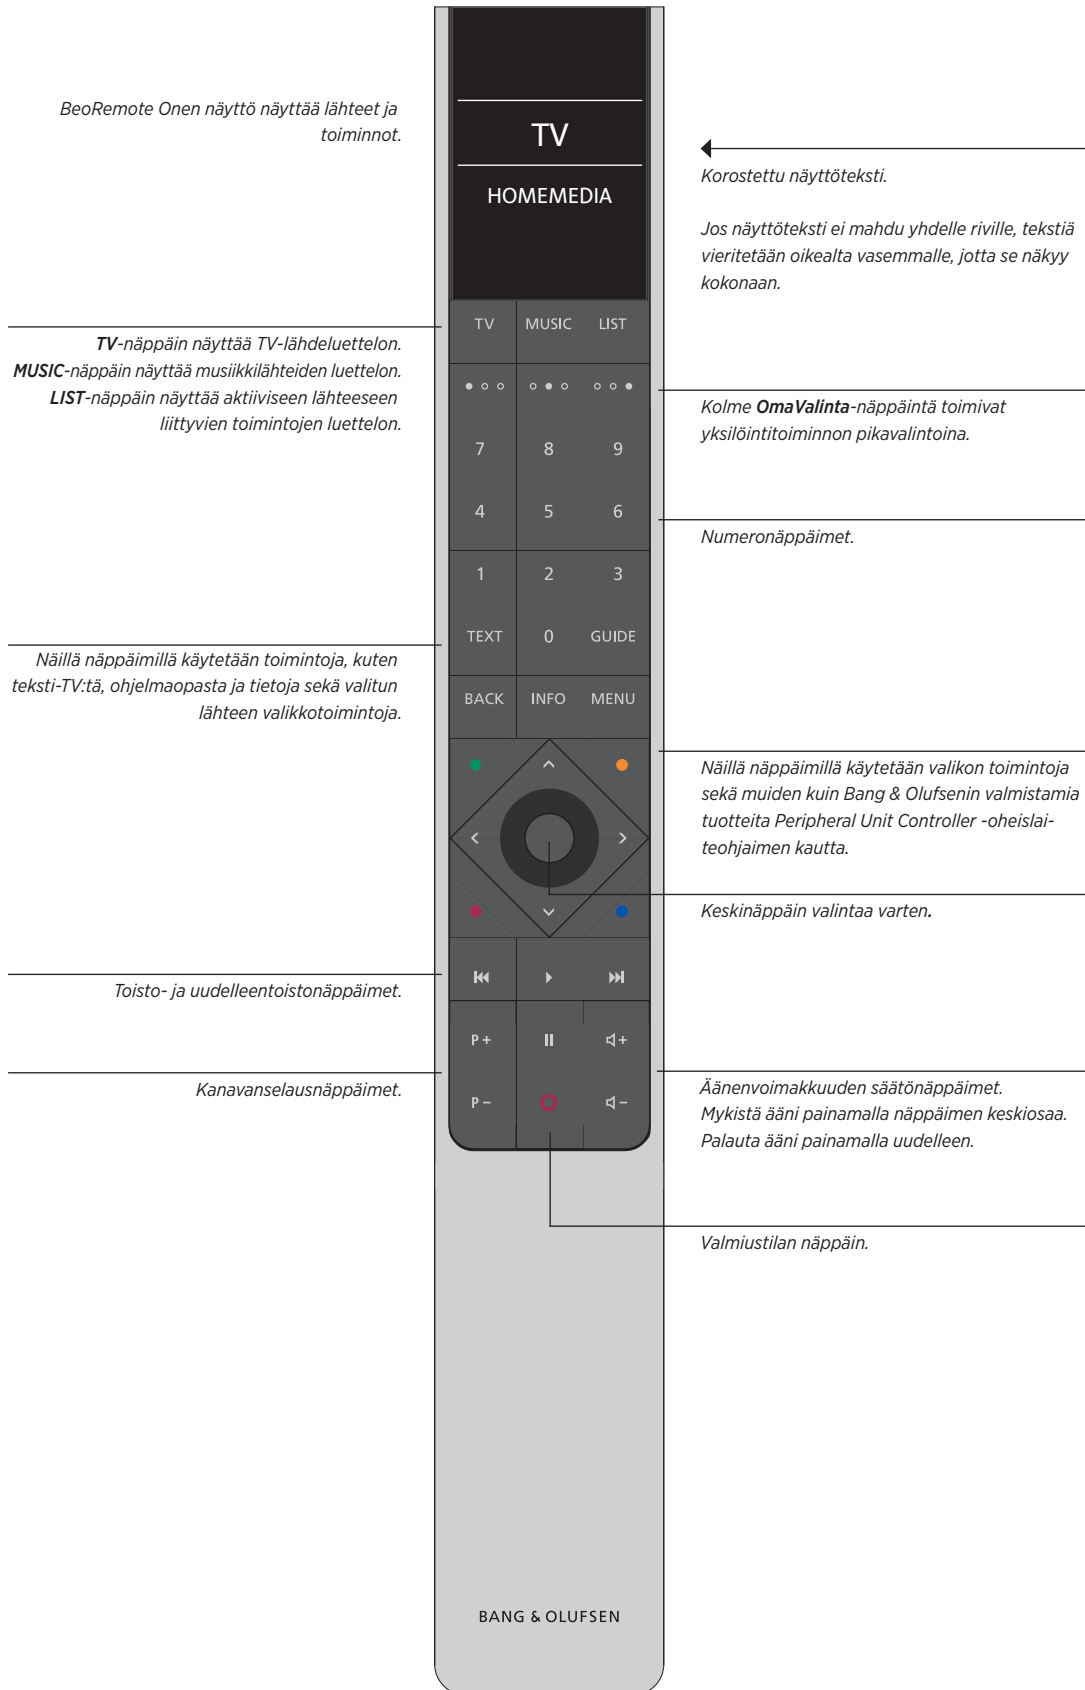 BeoRemote Onen näyttö näyttää lähteet ja
toiminnot.
TV
HOMEMEDIA
Korostettu näyttöteksti.
Jos näyttöteksti ei mahdu yhdelle riville, tekstiä
vieritetään oikealta vasemmalle, jotta se näkyy
kokonaan.
TV MUSIC LIST
TV-näppäin näyttää TV-lähdeluettelon.
MUSIC-näppäin näyttää musiikkilähteiden luettelon.
LIST-näppäin näyttää aktiiviseen lähteeseen
liittyvien toimintojen luettelon.
Kolme OmaValinta-näppäintä toimivat
yksilöintitoiminnon pikavalintoina.
7 8 9
4 5 6
Numeronäppäimet.
1 2 3
TEXT 0 GUIDE
Näillä näppäimillä käytetään toimintoja, kuten
teksti-TV:tä, ohjelmaopasta ja tietoja sekä valitun
lähteen valikkotoimintoja.
BACK INFO MENU
Näillä näppäimillä käytetään valikon toimintoja
sekä muiden kuin Bang & Olufsenin valmistamia
tuotteita Peripheral Unit Controller -oheislai-
teohjaimen kautta.
Keskinäppäin valintaa varten.
Toisto- ja uudelleentoistonäppäimet.
P + +
Kanavanselausnäppäimet.
P – –
Äänenvoimakkuuden säätönäppäimet.
Mykistä ääni painamalla näppäimen keskiosaa.
Palauta ääni painamalla uudelleen.
Valmiustilan näppäin.
BANG & OLUFSEN